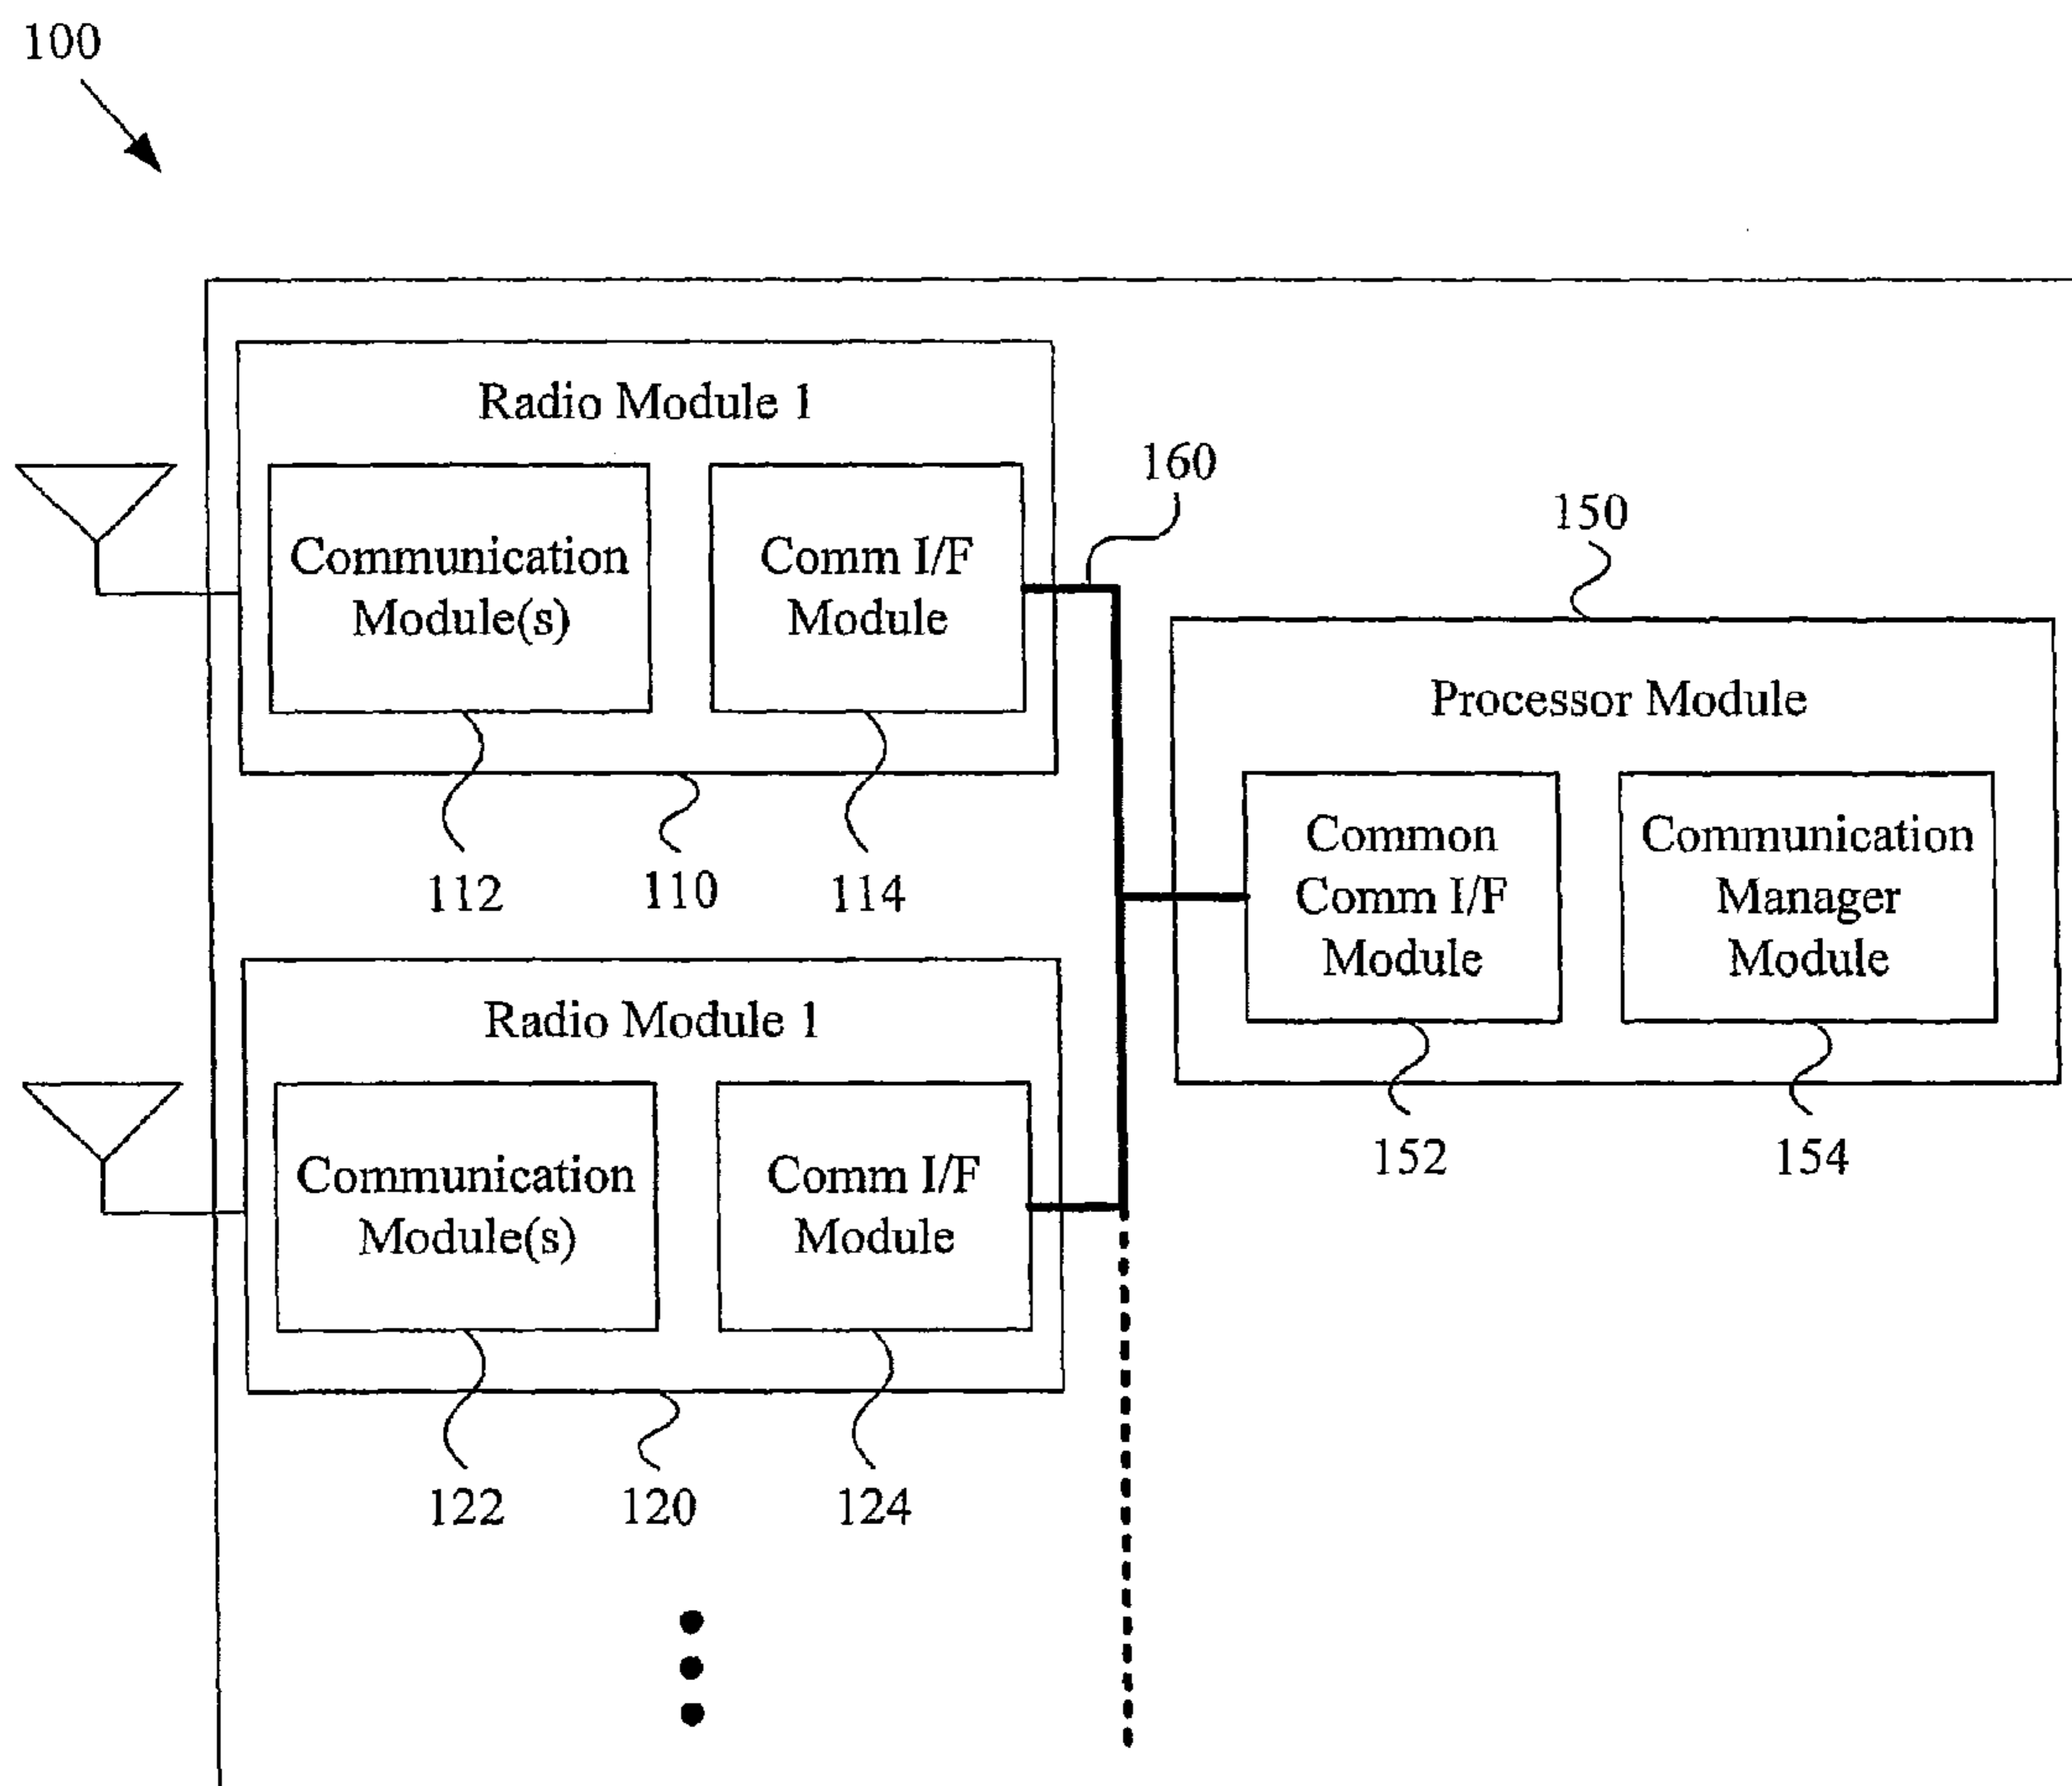 100
Radio Module 1
Communication
Module(s)
Comm I/F
Module
160
150
Processor Module
Common
Comm I/F
Module
Communication
Manager
Module
112
110
114
152
154
Radio Module 1
Communication
Module(s)
Comm I/F
Module
122
120
124